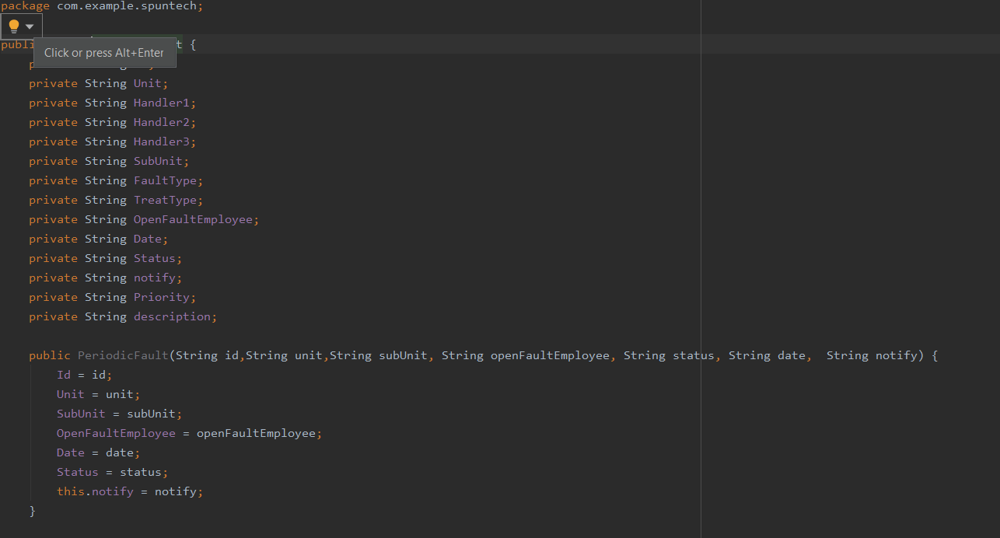 package com.example.spuntech;
t {
Click or press Alt+Enter
private String Unit;
private String Handler1;
private String Handler2;
private String Handler3;
private String SubUnit;
private String FaultType;
private String TreatType;
private String OpenFaultEmployee;
private String Date;
private String Status;
private String notify;
private String Priority;
private String description;
public PeriodicFault(String id,String unit,String subUnit, String openFaultEmployee, String status, String date,  String notify) {
Id = id;
Unit = unit;
SubUnit = subUnit;
OpenFaultEmployee = openFaultEmployee;
Date = date;
Status = status;
this.notify = notify;
}